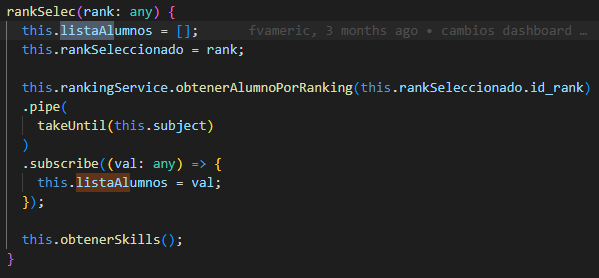 rankSelec(rank: any) {
this.listaAlumnos = []; fvameric, 3 months ago • cambios dashboard …
this.rankSeleccionado = rank;
this.rankingService.obtenerAlumnoPorRanking(this.rankSeleccionado.id_rank)
.pipe(
takeUntil(this.subject)
)
.subscribe((val: any) => {
this.listaAlumnos = val;
});
this.obtenerSkills();
}